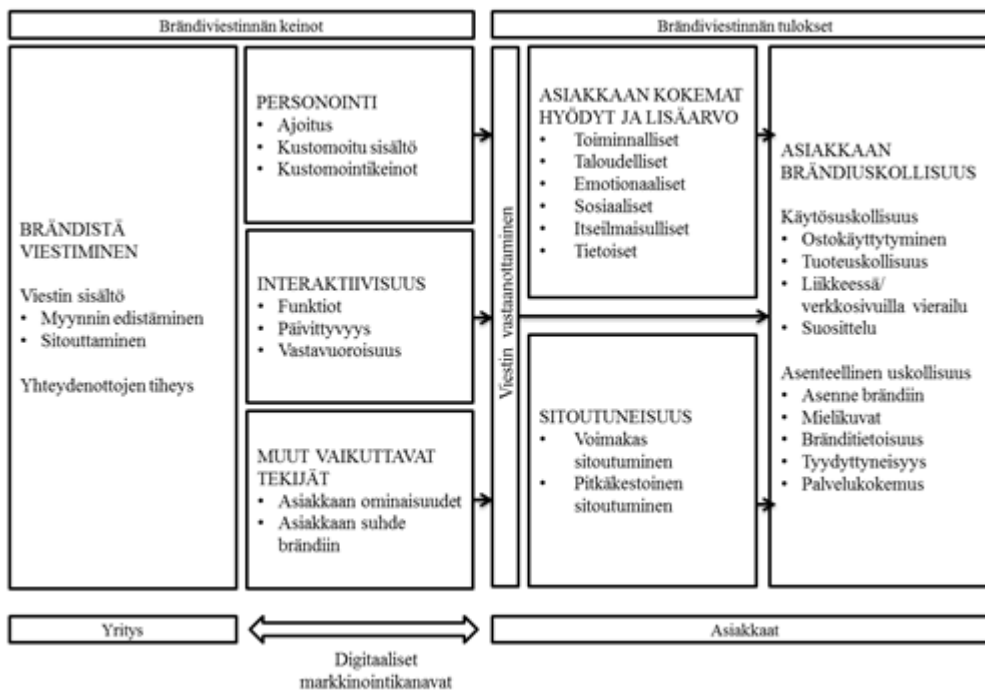 Brändiviestinnän keinot
Brändiviestinnän tulokset
BRÄNDISTÄ
VIESTIMINEN
Viestin sisältö
• Myynnin edistäminen
• Sitouttaminen
Yhteydenottojen tiheys
PERSONOINTI
• Ajoitus
• Kustomoitu sisältö
• Kustomointikeinot
INTERAKTIIVISUUS
• Funktiot
• Päivittyvyys
• Vastavuoroisuus
MUUT VAIKUTTAVAT
TEKIJÄT
• Asiakkaan ominaisuudet
• Asiakkaan suhde
brändiin
Viestin vastaanottaminen
ASIAKKAAN KOKEMAT
HYÖDYT JA LISÄARVO
• Toiminnalliset
• Taloudelliset
• Emotionaaliset
• Sosiaaliset
• Itseilmaisulliset
• Tietoiset
SITOUTUNEISUUS
• Voimakas
sitoutuminen
• Pitkäkestoinen
sitoutuminen
ASIAKKAAN
BRÄNDIUSKOLLISUUS
Käytösuskollisuus
• Ostokäyttytyminen
• Tuoteuskollisuus
• Liikkeessä/
verkkosivuilla vierailu
• Suosittelu
Asenteellinen uskollisuus
• Asenne brändiin
• Mielikuvat
• Bränditietoisuus
• Tyydyttyneisyys
• Palvelukokemus
Yritys
Digitaaliset
markkinointikanavat
Asiakkaat